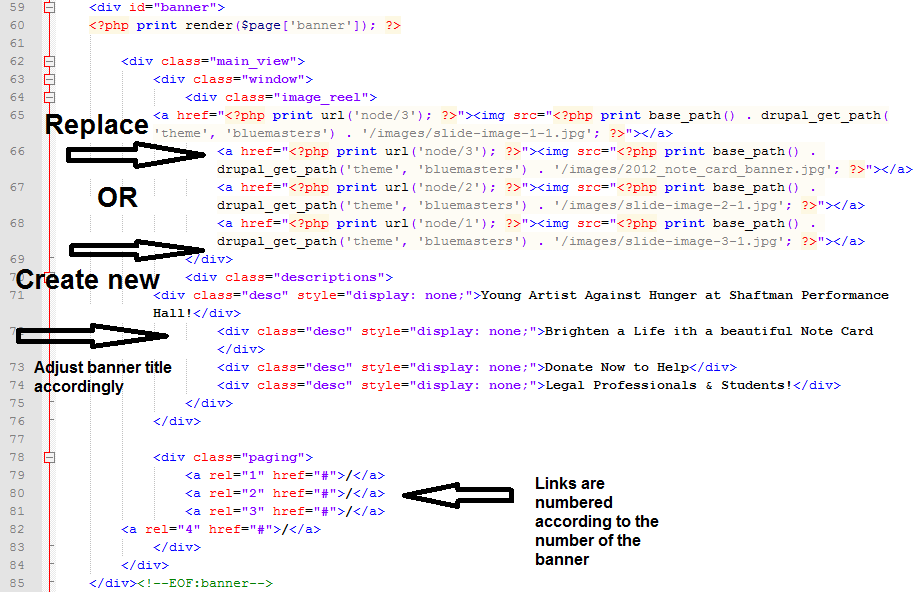 59 <div id="banner">
60 <?php print render($page['banner']); ?>
61
62 <div class="main_view">
63 <div class="window">
64 <div class="image_reel">
65 <a href="<?php print url('node/3'); ?>"><img src="<?php print base_path() . drupal_get_path(
Replace
'theme', 'bluemasters') . '/images/slide-image-1-1.jpg'; ?>"></a>
66 <a href="<?php print url('node/3'); ?>"><img src="<?php print base_path() .
drupal_get_path('theme', 'bluemasters') . '/images/2012_note_card_banner.jpg'; ?>"></a>
67 <a href="<?php print url('node/2'); ?>"><img src="<?php print base_path() .
OR
drupal_get_path('theme', 'bluemasters') . '/images/slide-image-2-1.jpg'; ?>"></a>
68 <a href="<?php print url('node/1'); ?>"><img src="<?php print base_path() .
drupal_get_path('theme', 'bluemasters') . '/images/slide-image-3-1.jpg'; ?>"></a>
69 </div>
<div class="descriptions">
Create new
71 <div class="desc" style="display: none;">Young Artist Against Hunger at Shaftman Performance
Hall!</div>
<div class="desc" style="display: none;">Brighten a Life ith a beautiful Note Card
</div>
Adjust banner title
accordingly
73 <div class="desc" style="display: none;">Donate Now to Help</div>
74 <div class="desc" style="display: none;">Legal Professionals & Students!</div>
75 </div>
76 </div>
77
78 <div class="paging">
79 <a rel="1" href="#">/</a>
80 <a rel="2" href="#">/</a>
81 <a rel="3" href="#">/</a>
82 <a rel="4" href="#">/</a>
83 </div>
84 </div>
85 </div><!--EOF:banner-->
Links are
numbered
according to the
number of the
banner